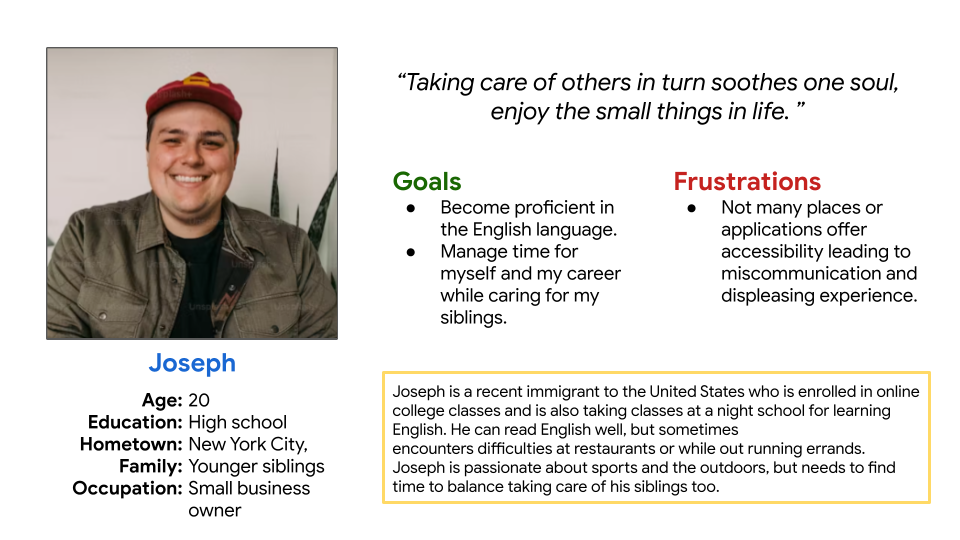 “Taking care of others in turn soothes one soul,
enjoy the small things in life. ”
Goals
● Become proficient in
the English language.
● Manage time for
myself and my career
while caring for my
siblings.
Frustrations
● Not many places or
applications offer
accessibility leading to
miscommunication and
displeasing experience.
Joseph
Age: 20
Education: High school
Hometown: New York City,
Family: Younger siblings
Occupation: Small business
owner
Joseph is a recent immigrant to the United States who is enrolled in online
college classes and is also taking classes at a night school for learning
English. He can read English well, but sometimes
encounters difficulties at restaurants or while out running errands.
Joseph is passionate about sports and the outdoors, but needs to find
time to balance taking care of his siblings too.